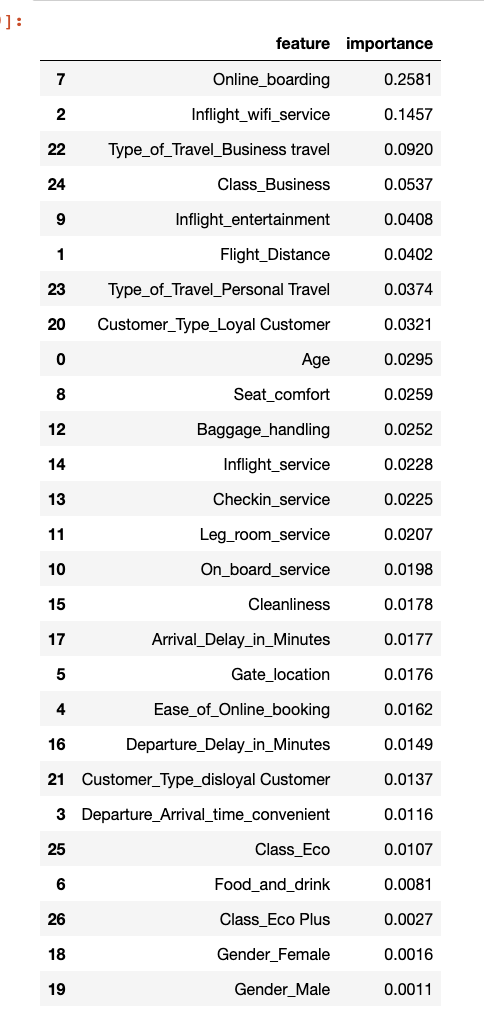 ]:
feature importance
7 Online_boarding 0.2581
2 Inflight_wifi_service 0.1457
22 Type_of_Travel_Business travel 0.0920
24 Class_Business 0.0537
9 Inflight_entertainment 0.0408
1 Flight_Distance 0.0402
23 Type_of_Travel_Personal Travel 0.0374
20 Customer_Type_Loyal Customer 0.0321
0 Age 0.0295
8 Seat_comfort 0.0259
12 Baggage_handling 0.0252
14 Inflight_service 0.0228
13 Checkin_service 0.0225
11 Leg_room_service 0.0207
10 On_board_service 0.0198
15 Cleanliness 0.0178
17 Arrival_Delay_in_Minutes 0.0177
5 Gate_location 0.0176
4 Ease_of_Online_booking 0.0162
16 Departure_Delay_in_Minutes 0.0149
21 Customer_Type_disloyal Customer 0.0137
3 Departure_Arrival_time_convenient 0.0116
25 Class_Eco 0.0107
6 Food_and_drink 0.0081
26 Class_Eco Plus 0.0027
18 Gender_Female 0.0016
19 Gender_Male 0.0011